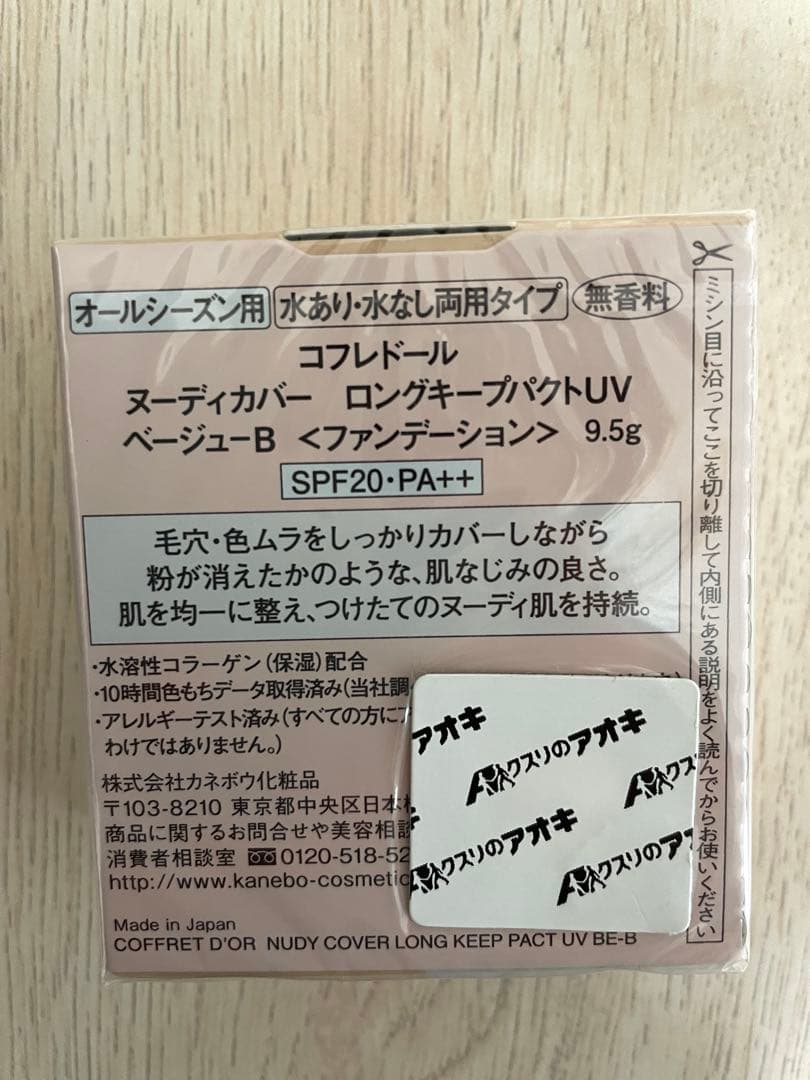 オールシーズン用 水あり・水なし両用タイプ 無香料
コフレドール
ヌーディカバー ロングキープパクトUV
ベージューB <ファンデーション> 9.5g
SPF20・PA++
毛穴・色ムラをしっかりカバーしながら
粉が消えたかのような、肌なじみの良さ。
肌を均一に整え、つけたてのヌーディ肌を持続。
・水溶性コラーゲン(保湿)配合
・10時間色もちデータ取得済み(当社調
・アレルギーテスト済み(すべての方に
わけではありません。)
株式会社カネボウ化粧品
〒103-8210 東京都中央区日本
商品に関するお問合せや美容相談
消費者相談室 0120-518-52
http://www.kanebo-cosmetic
Made in Japan
COFFRET D'OR NUDY COVER LONG KEEP PACT UV BE-B
ミシン目に沿ってここを切り離して内側にある説明をよく読んでからお使いください
アオキ
クスリのアオキ
クス
クスリのアオキ
クスリのア